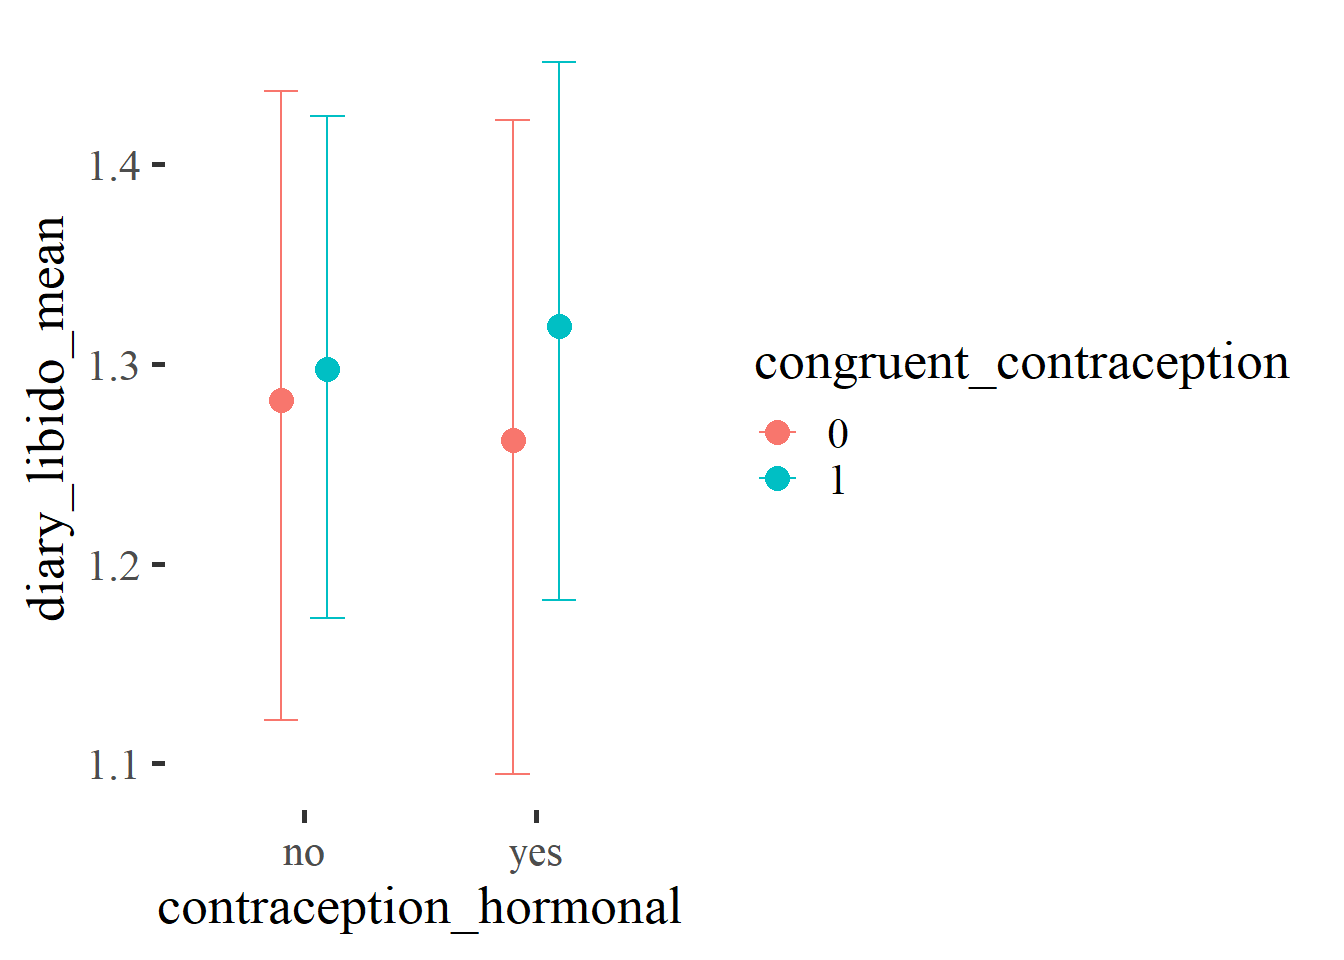 diary_libido_mean
1.4
1.3
1.2
1.1
no
yes
contraception_hormonal
congruent_contraception
0
1